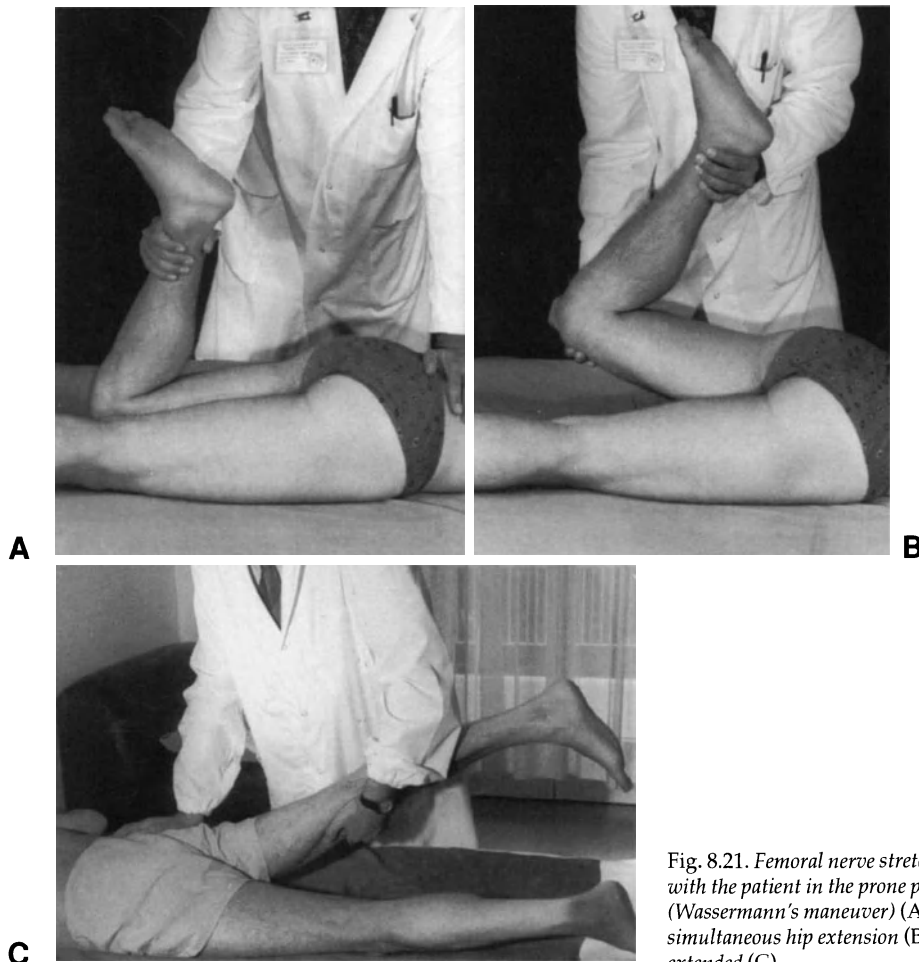 A
B
C
Fig. 8.21. Femoral nerve
with the patient in the prone
(Wassermann's maneuver)
simultaneous hip extension
extended (C)